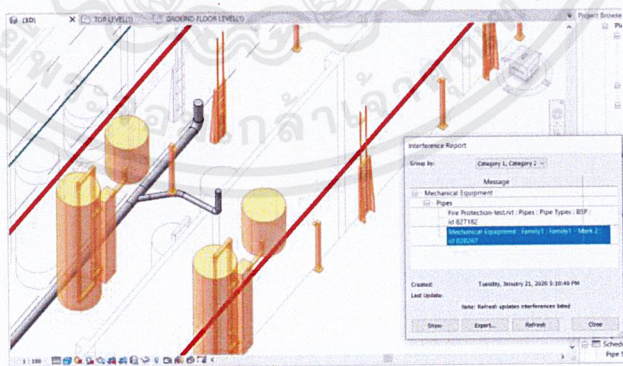 (3D)
TOP LEVEL(1)
GROUND FLOOR LEVEL(1)
Project Browse
Interference Report
Group by:
Category 1, Category 2
Message
Mechanical Equipment
Pipes
Fire Protection-test.rvt : Pipes : Pipe Types : BSP :
id 827182
Mechanical Equipment : Family1 : Family1 - Mark 2 :
id 828287
Created:
Tuesday, January 21, 2020 5:10:40 PM
Last Update:
Note: Refresh updates interferences listed
Show
Export...
Refresh
Close
1 : 100
Schedu
Pipe